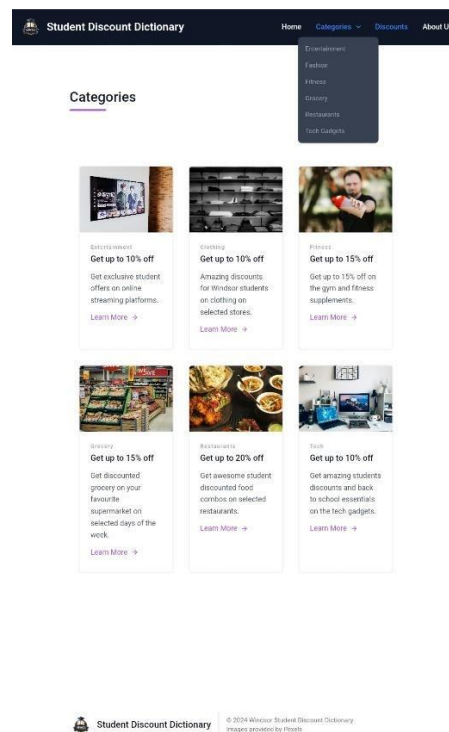 Student Discount Dictionary
Home Categories Discounts About U
Entertainment
Fashion
Fitness
Grocery
Restaurants
Tech Gadgets
Categories
Entertainment
Get up to 10% off
Get exclusive student
offers on online
streaming platforms.
Learn More →
Clothing
Get up to 10% off
Amazing discounts
for Windsor students
on clothing on
selected stores.
Learn More →
Fitness
Get up to 15% off
Get up to 15% off on
the gym and fitness
supplements.
Learn More →
Grocery
Get up to 15% off
Get discounted
grocery on your
favourite
supermarket on
selected days of the
week.
Learn More →
Restaurants
Get up to 20% off
Get awesome student
discounted food
combos on selected
restaurants.
Learn More →
Tech
Get up to 10% off
Get amazing students
discounts and back
to school essentials
on the tech gadgets.
Learn More →
Student Discount Dictionary
© 2024 Windsor Student Discount Dictionary
Images provided by Pexels